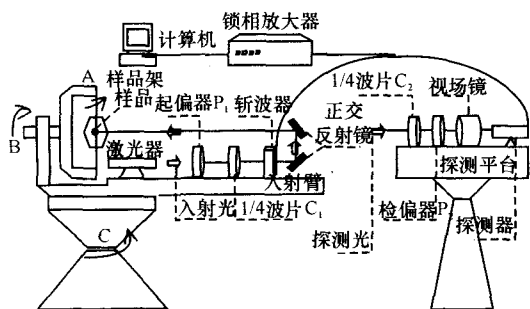 锁相放大器
计算机
A
样品架
样品
起偏器P₁
斩波器
正交
反射镜
1/4波片C₂
视场镜
B
激光器
入射臂
入射光
1/4波片C₁
探测平台
检偏器P
探测器
探测光
C